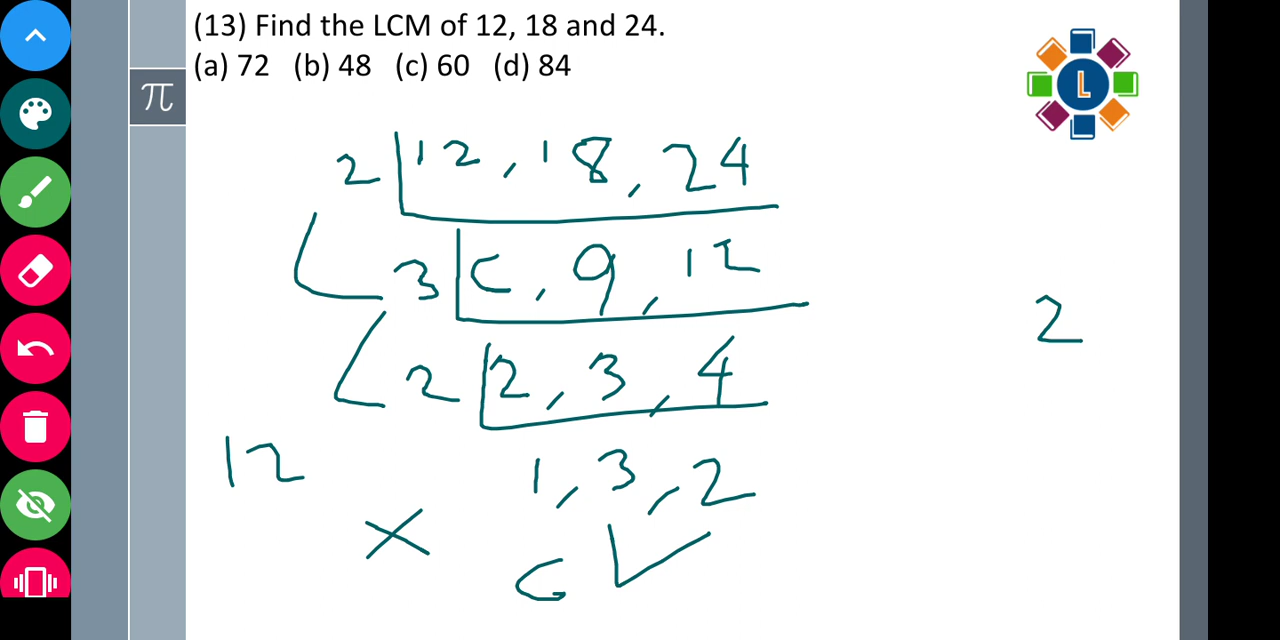 (13) Find the LCM of 12, 18 and 24.
(a) 72 (b) 48 (c) 60 (d) 84
π
L
2 12, 18, 24
3 6, 9, 12
2
2 2, 3, 4
12
1, 3, 2
×
6